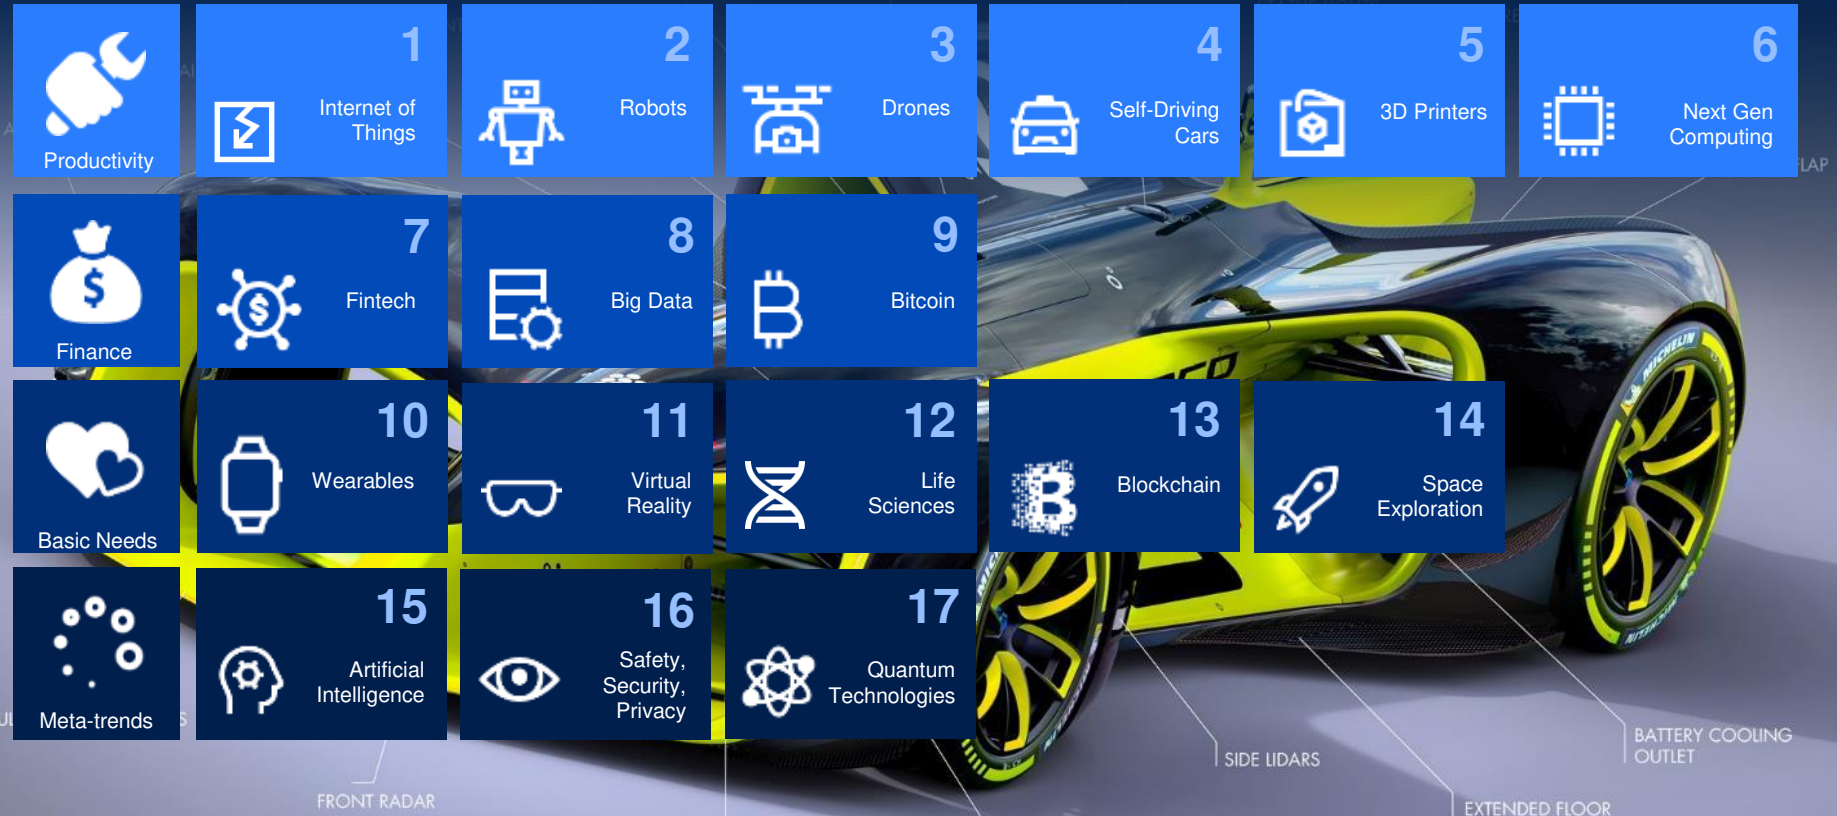 1
2
3
4
5
6
Internet of
Things
Robots
Drones
Self-Driving
Cars
3D Printers
Next Gen
Computing
Productivity
FLAP
7
8
9
Fintech
Big Data
Bitcoin
Finance
MICHELIN
10
11
12
13
14
Wearables
Virtual
Reality
Life
Sciences
Blockchain
Space
Exploration
Basic Needs
15
16
17
Artificial
Intelligence
Safety,
Security,
Privacy
Quantum
Technologies
Meta-trends
MICHELIN
SIDE LIDARS
BATTERY COOLING
OUTLET
FRONT RADAR
EXTENDED FLOOR